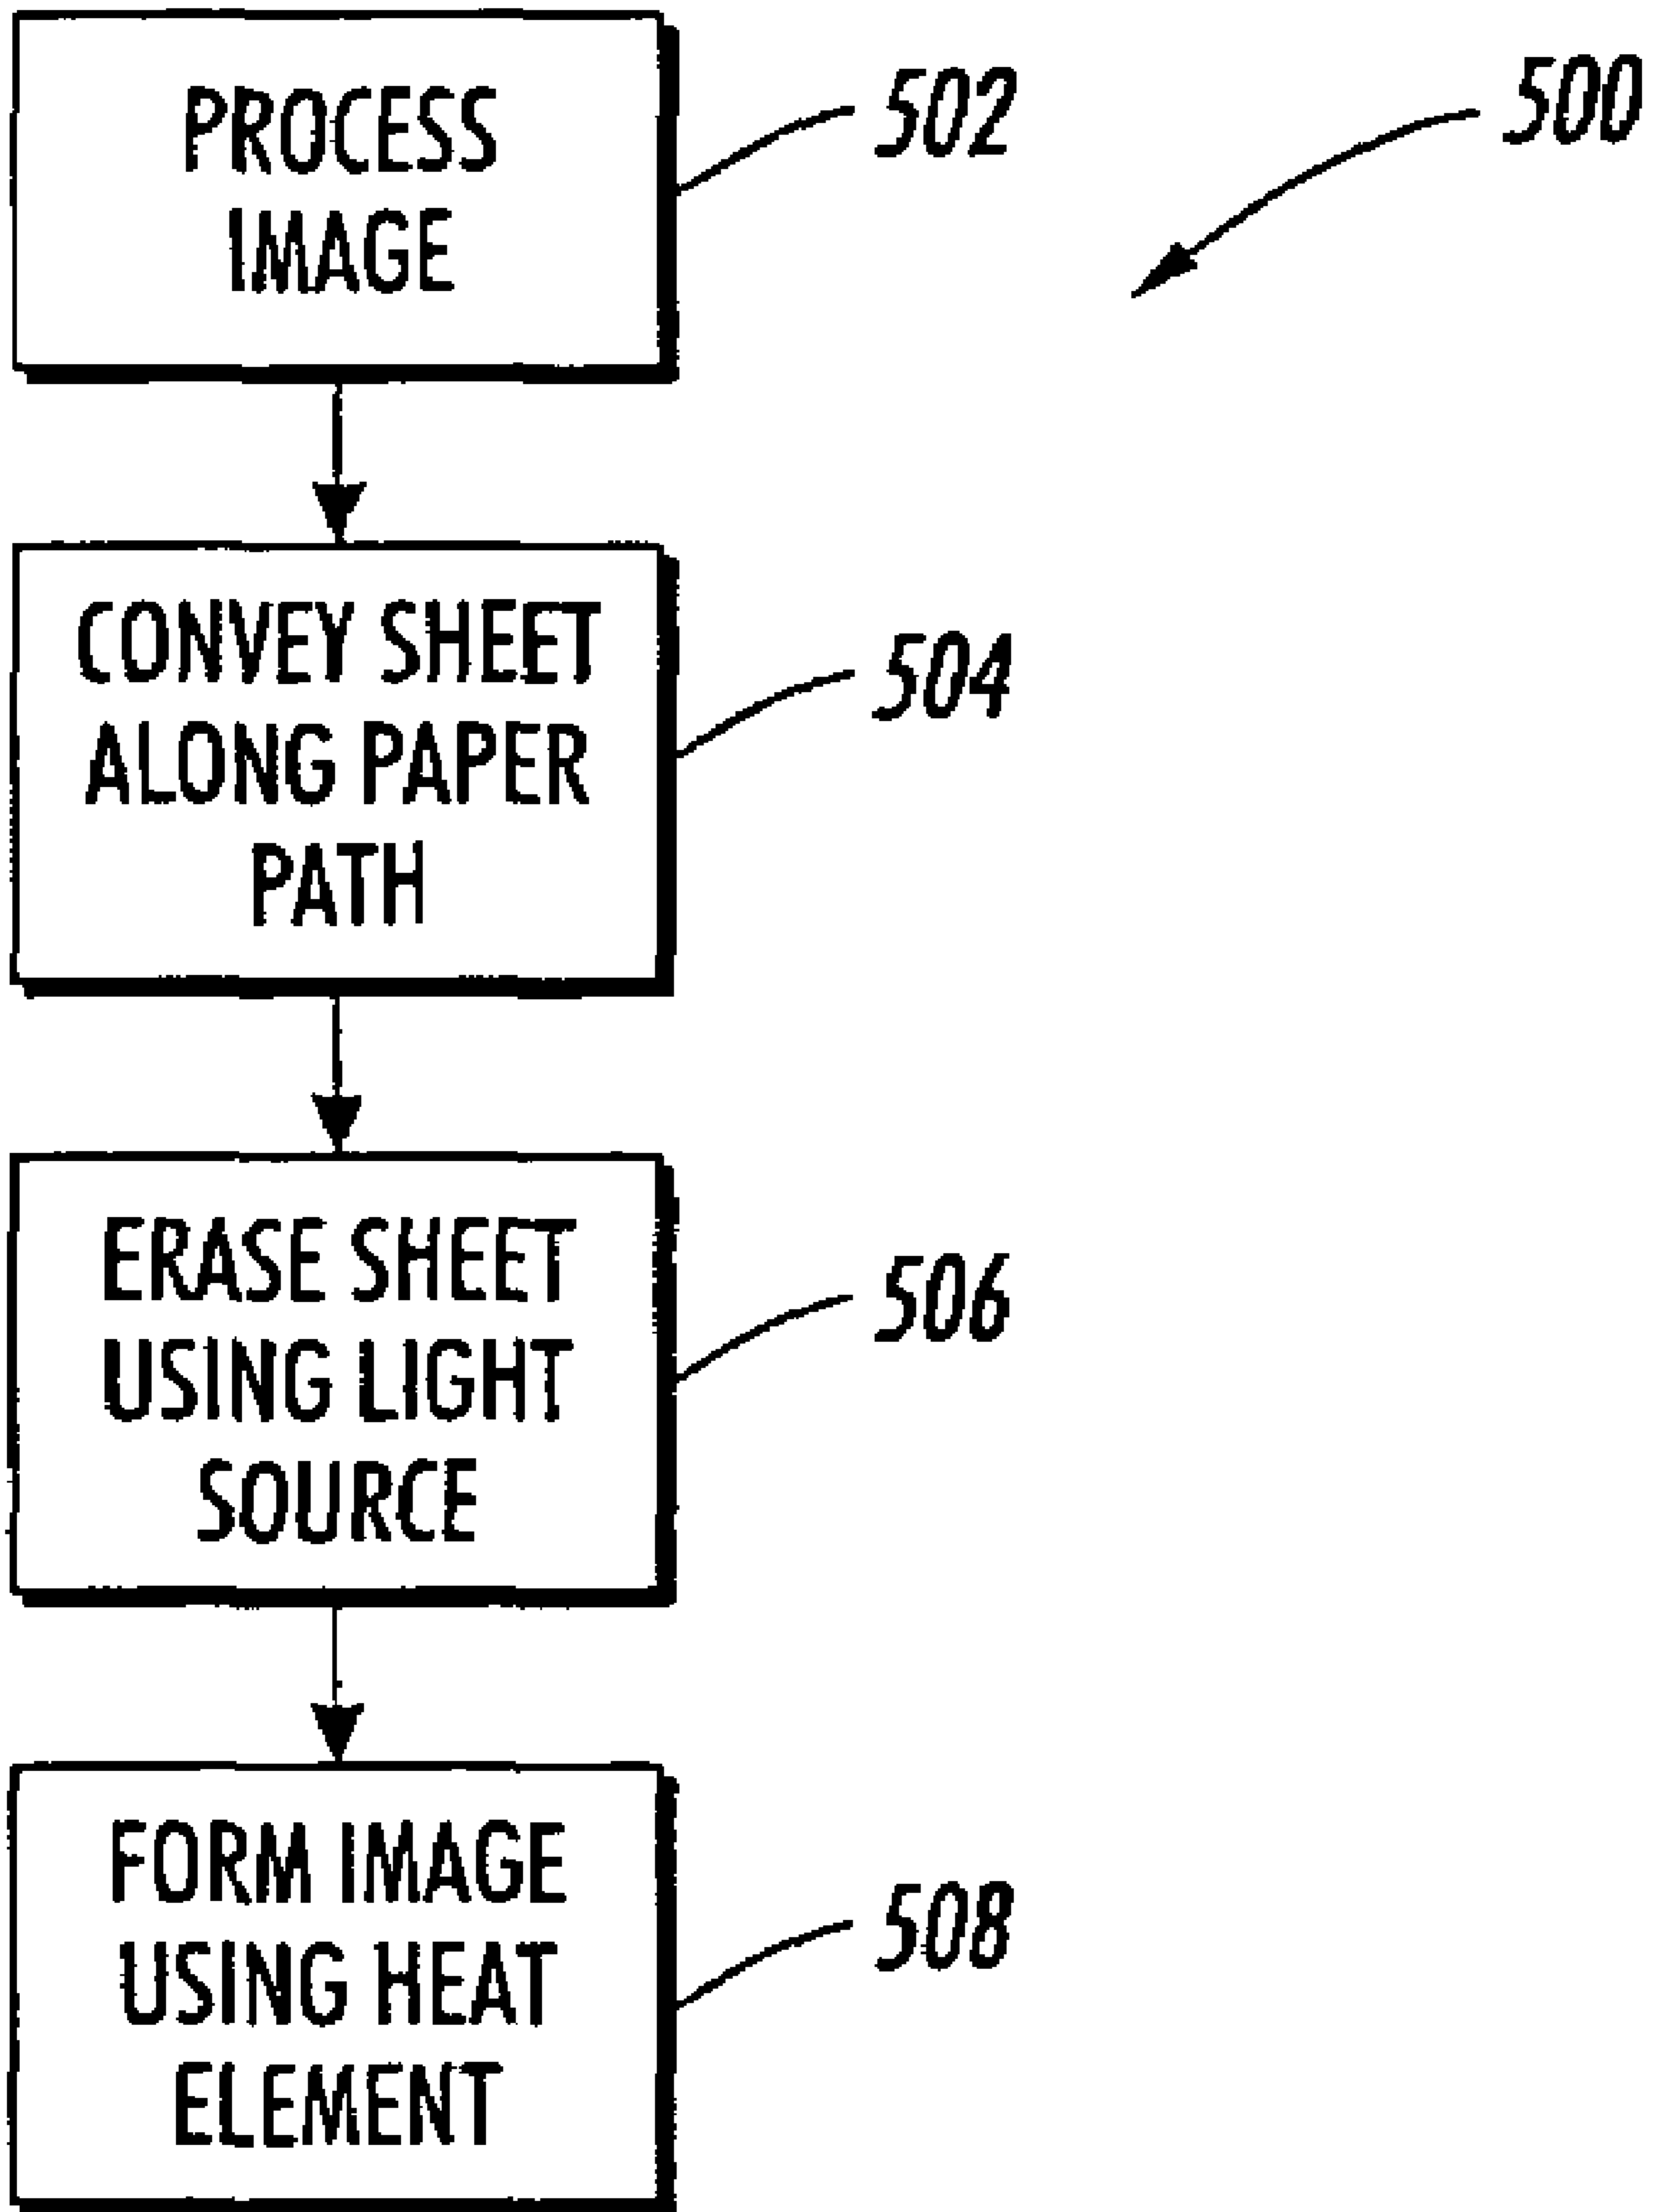 PROCESS
IMAGE
502
500
CONVEY SHEET
ALONG PAPER
PATH
504
ERASE SHEET
USING LIGHT
SOURCE
506
FORM IMAGE
USING HEAT
ELEMENT
508